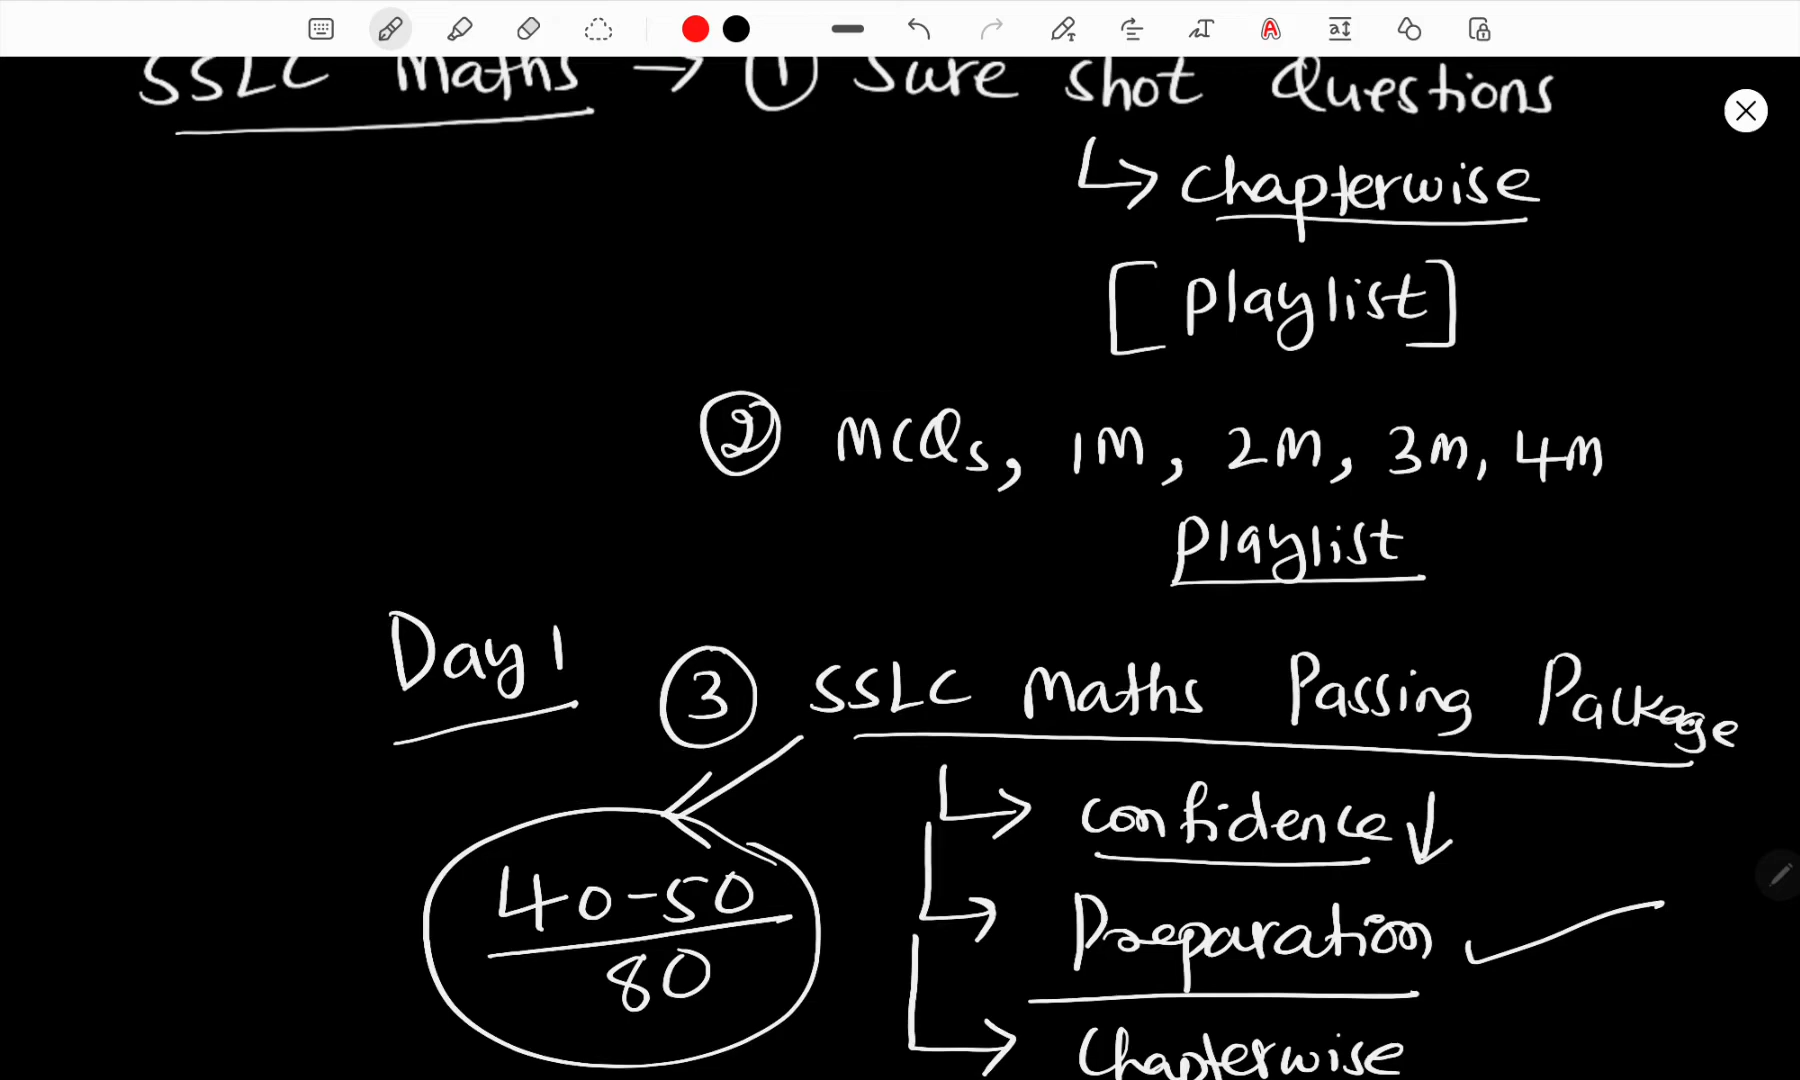 SSLC Maths → ① Sure shot Questions
↳ Chapterwise
[Playlist]
② MCQs, 1M, 2M, 3M, 4M
Playlist
Day 1
③ SSLC Maths Passing Package
↳ Confidence ↓
40-50
↳ Preparation ✓
80
↳ Chapterwise